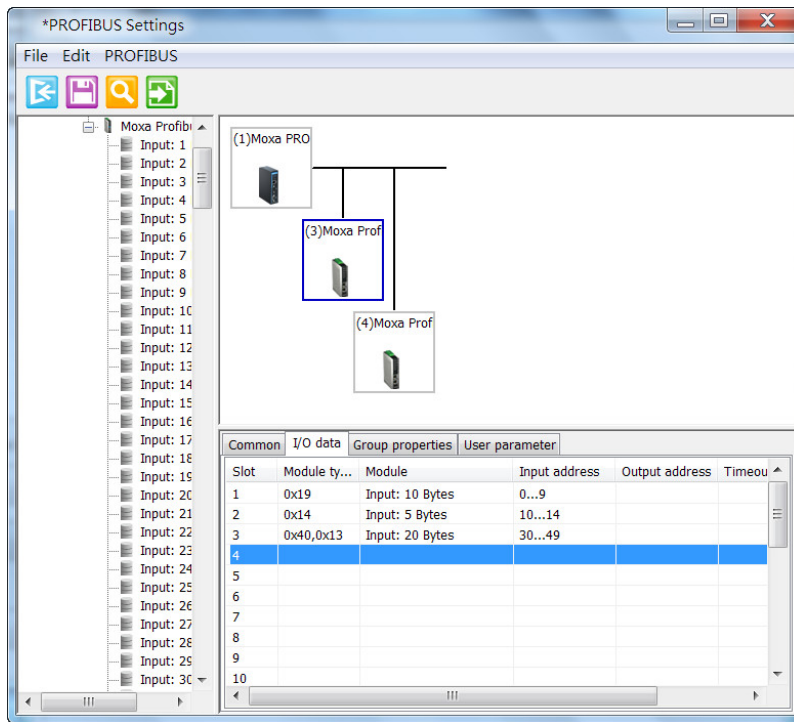 *PROFIBUS Settings
File Edit PROFIBUS
Moxa Profibu
Input: 1
Input: 2
Input: 3
Input: 4
Input: 5
Input: 6
Input: 7
Input: 8
Input: 9
Input: 10
Input: 11
Input: 12
Input: 13
Input: 14
Input: 15
Input: 16
Input: 17
Input: 18
Input: 19
Input: 20
Input: 21
Input: 22
Input: 23
Input: 24
Input: 25
Input: 26
Input: 27
Input: 28
Input: 29
Input: 30
(1)Moxa PRO
(3)Moxa Prof
(4)Moxa Prof
Common I/O data Group properties User parameter
Slot Module ty... Module Input address Output address Timeou
1 0x19 Input: 10 Bytes 0...9
2 0x14 Input: 5 Bytes 10...14
3 0x40,0x13 Input: 20 Bytes 30...49
4
5
6
7
8
9
10